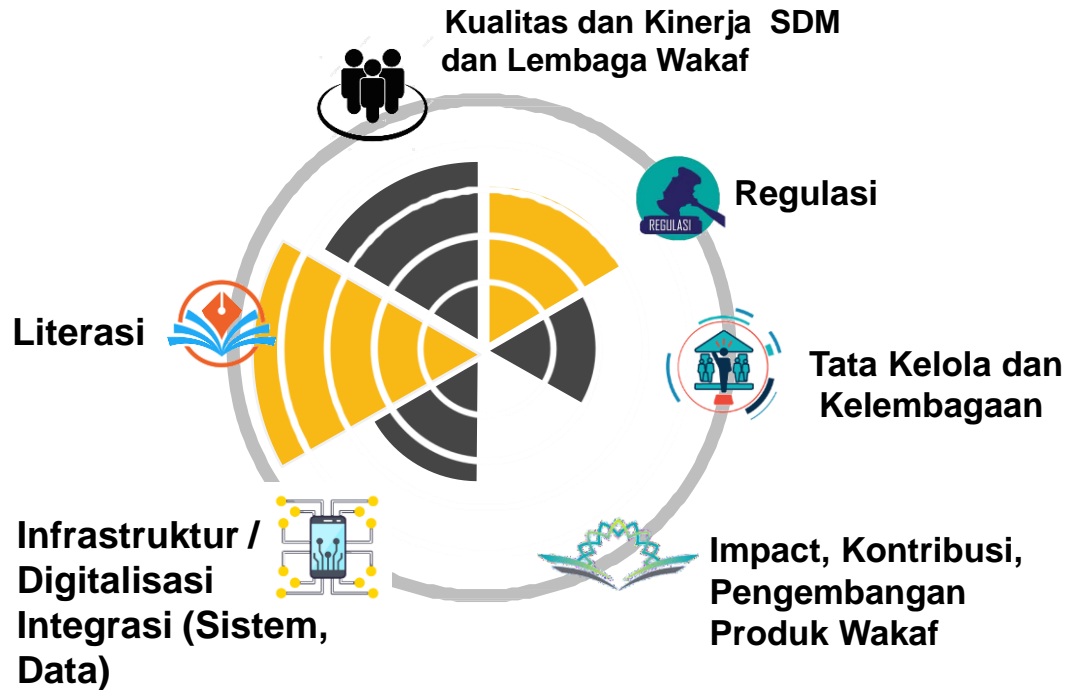 Kualitas dan Kinerja SDM
dan Lembaga Wakaf
REGULASI
Regulasi
Literasi
Tata Kelola dan
Kelembagaan
Infrastruktur /
Digitalisasi
Integrasi (Sistem,
Data)
Impact, Kontribusi,
Pengembangan
Produk Wakaf